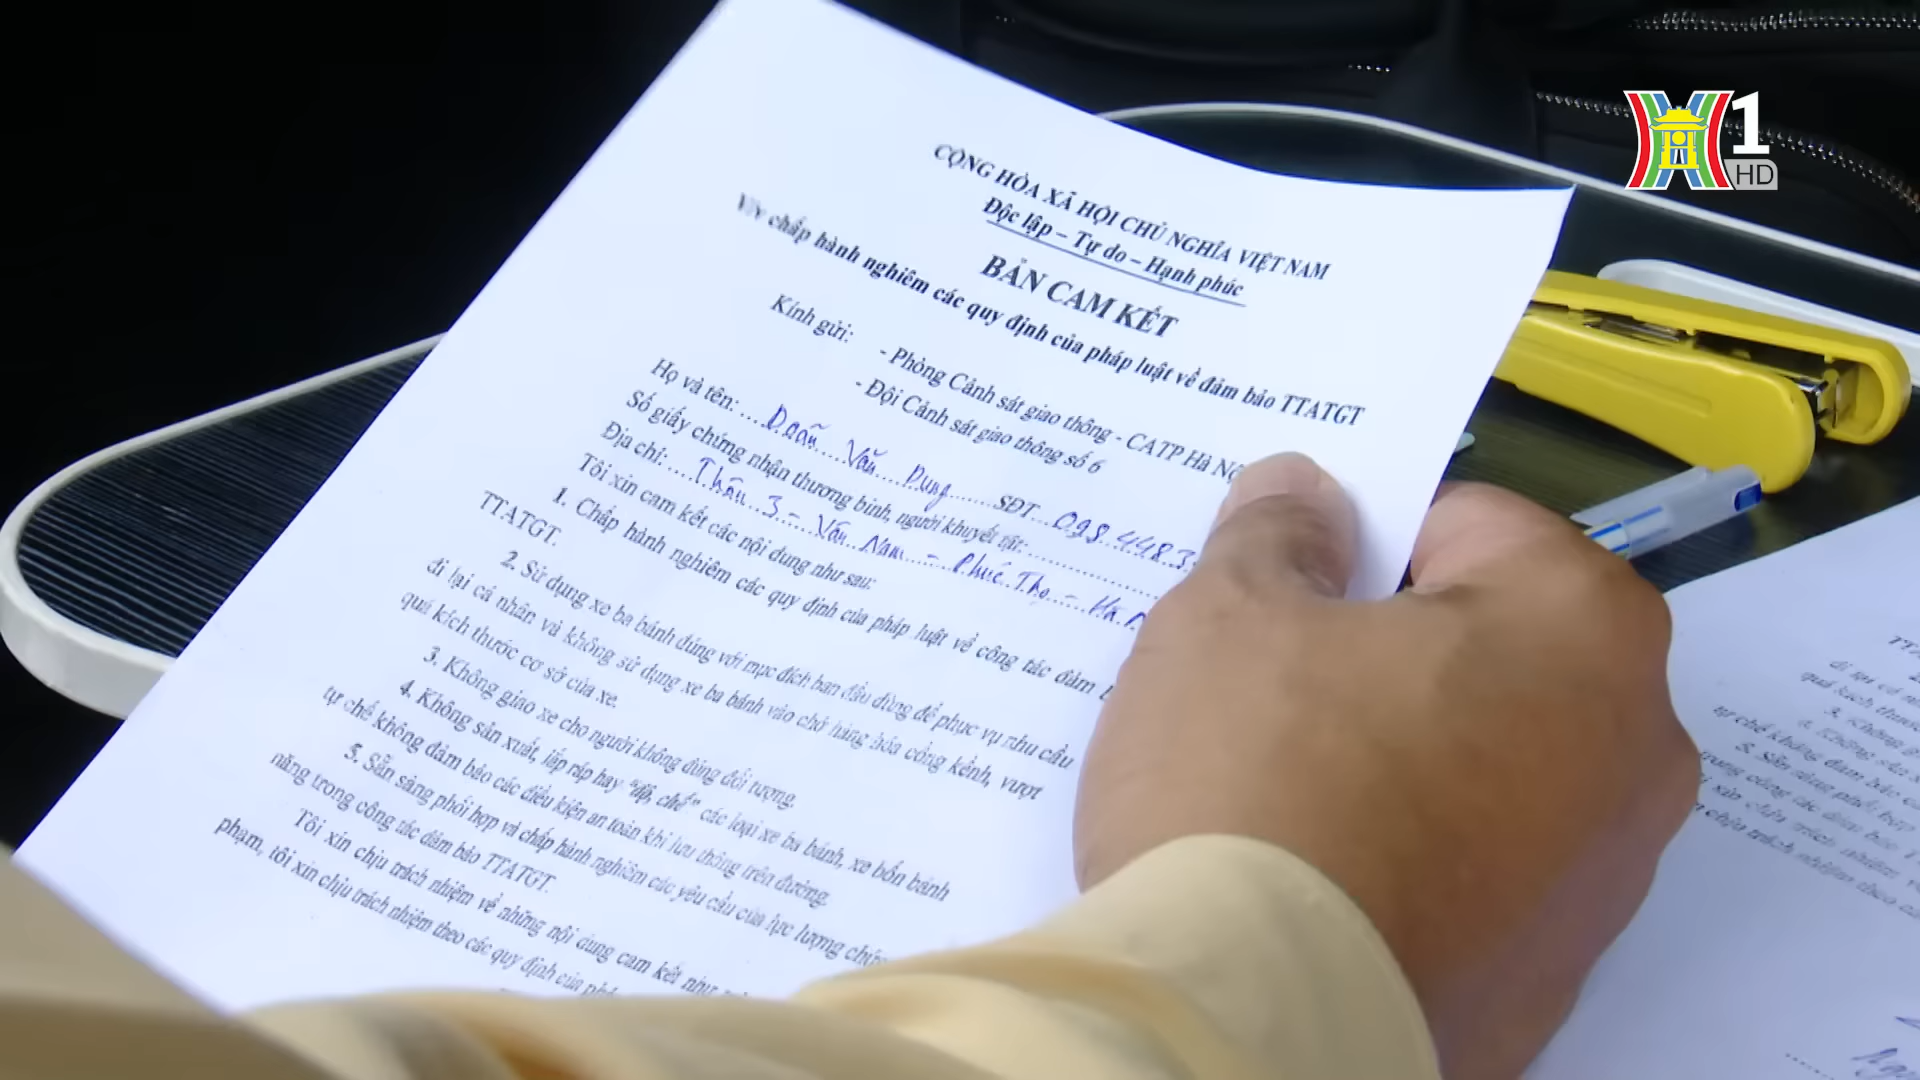 1
HD
CỘNG HÒA XÃ HỘI CHỦ NGHĨA VIỆT NAM
Độc lập – Tự do – Hạnh phúc
BẢN CAM KẾT
V/v chấp hành nghiêm các quy định của pháp luật về đảm bảo TTATGT
Kính gửi:
- Phòng Cảnh sát giao thông - CATP Hà
- Đội Cảnh sát giao thông số 6
Họ và tên: Doãn Văn Dung SĐT 098.4483
Số giấy chứng nhận thương binh, người khuyết tật:
Địa chỉ: Thôn 3 - Vân Nam - Phúc Thọ - Hà
Tôi xin cam kết các nội dung như sau:
1. Chấp hành nghiêm các quy định của pháp luật về công tác đảm
TTATGT.
2. Sử dụng xe ba bánh đúng với mục đích ban đầu dùng để phục vụ nhu cầu
đi lại cá nhân và không sử dụng xe ba bánh vào chở hàng hóa cồng kềnh, vượt
quá kích thước cơ sở của xe.
3. Không giao xe cho người không đúng đối tượng.
4. Không sản xuất, lắp ráp hay "độ, chế" các loại xe ba bánh, xe bốn bánh
tự chế không đảm bảo các điều kiện an toàn khi lưu thông trên đường.
5. Sẵn sàng phối hợp và chấp hành nghiêm các yêu cầu của lực lượng chức
năng trong công tác đảm bảo TTATGT.
Tôi xin chịu trách nhiệm về những nội dung cam kết như
phạm, tôi xin chịu trách nhiệm theo các quy định của